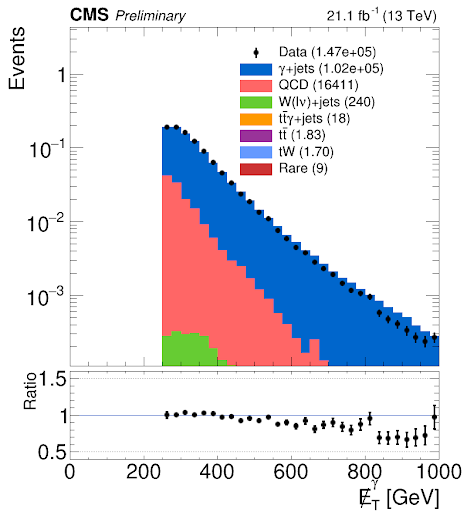 CMS Preliminary 21.1 fb⁻¹ (13 TeV)
Events
Data (1.47e+05)
γ+jets (1.02e+05)
QCD (16411)
W(lν)+jets (240)
tt̄γ+jets (18)
tt̄ (1.83)
tW (1.70)
Rare (9)
1
10⁻¹
10⁻²
10⁻³
Ratio
1.5
1
0.5
0 200 400 600 800 1000
E̸_T^γ [GeV]